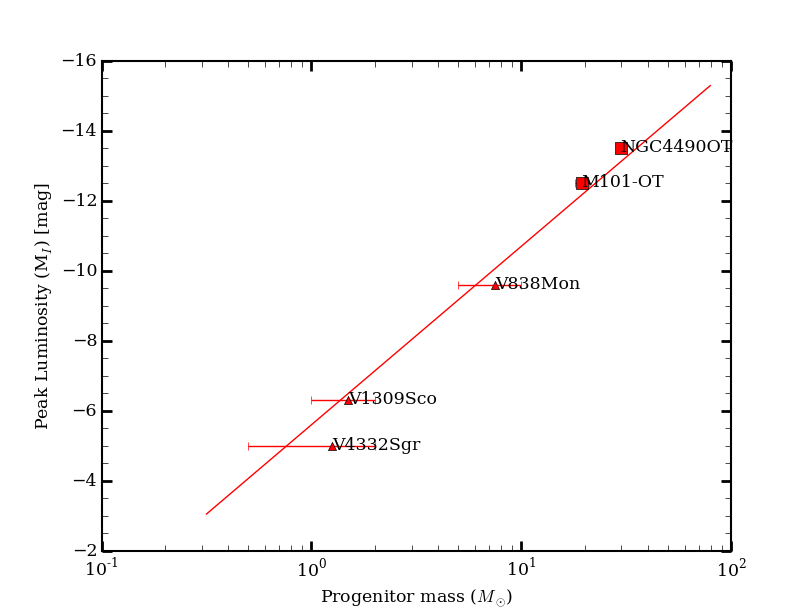 −16
−14
NGC4490OT
M101-OT
−12
Peak Luminosity (M_I) [mag]
−10
V838Mon
−8
−6
V1309Sco
V4332Sgr
−4
−2
10^-1
10^0
10^1
10^2
Progenitor mass (M_⊙)